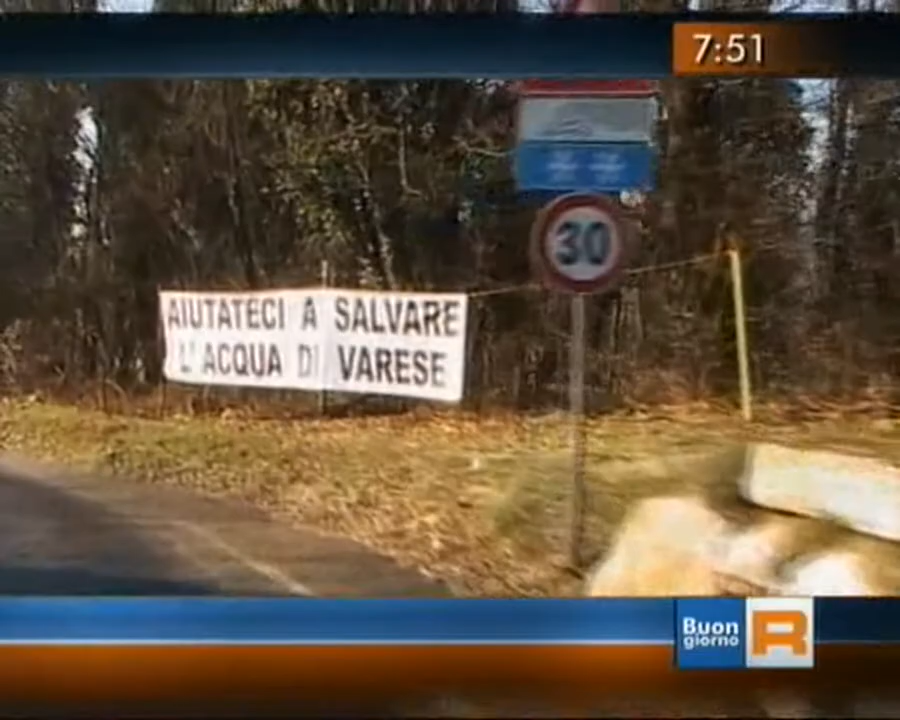 7:51
30
AIUTATECI A SALVARE
L'ACQUA DI VARESE
Buon
giorno
R